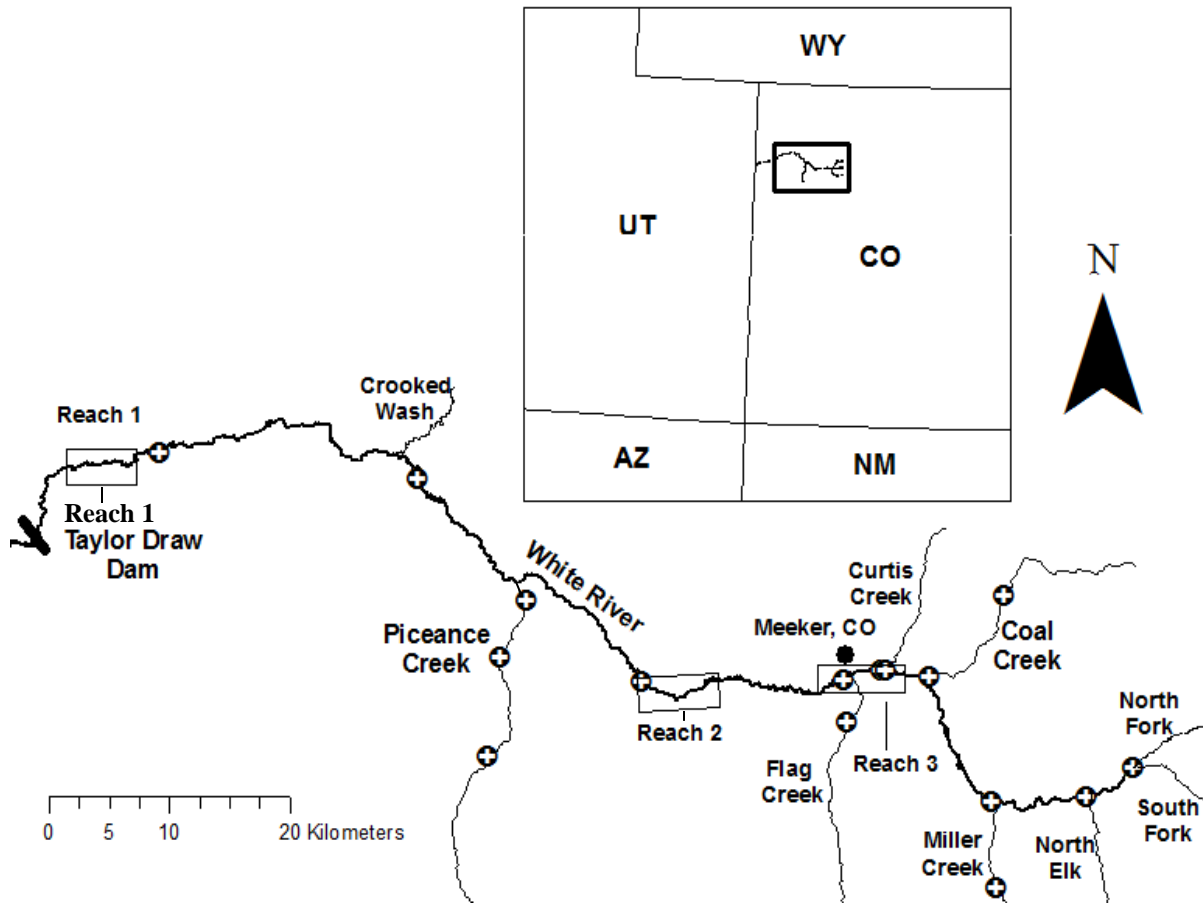 WY
UT
CO
AZ
NM
N
Crooked
Wash
Reach 1
Reach 1
Taylor Draw
Dam
White River
Piceance
Creek
Curtis
Creek
Meeker, CO
Coal
Creek
Reach 2
Reach 3
Flag
Creek
North
Fork
South
Fork
Miller
Creek
North
Elk
0 5 10 20 Kilometers